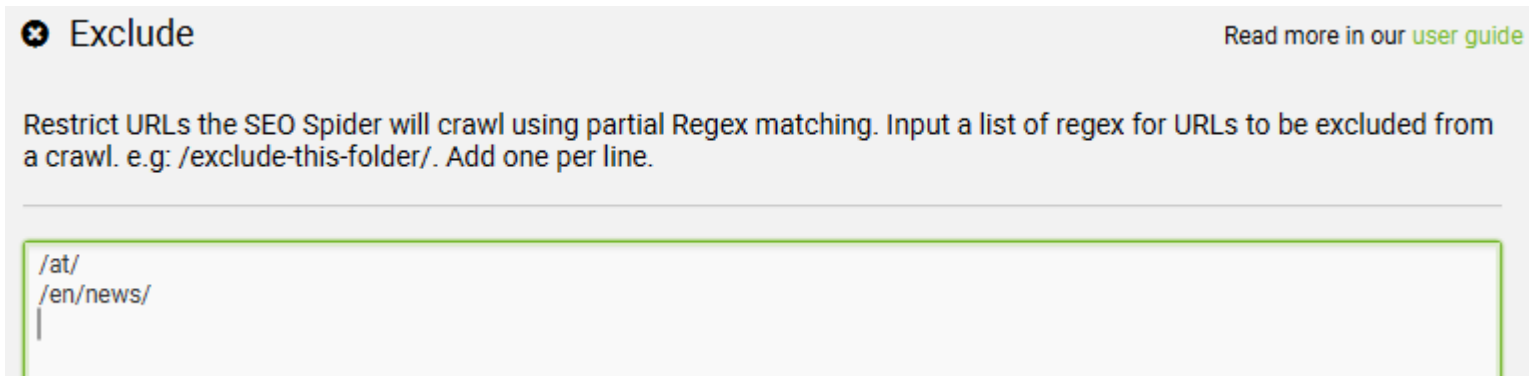 Exclude
Read more in our user guide
Restrict URLs the SEO Spider will crawl using partial Regex matching. Input a list of regex for URLs to be excluded from
a crawl. e.g: /exclude-this-folder/. Add one per line.
/at/
/en/news/